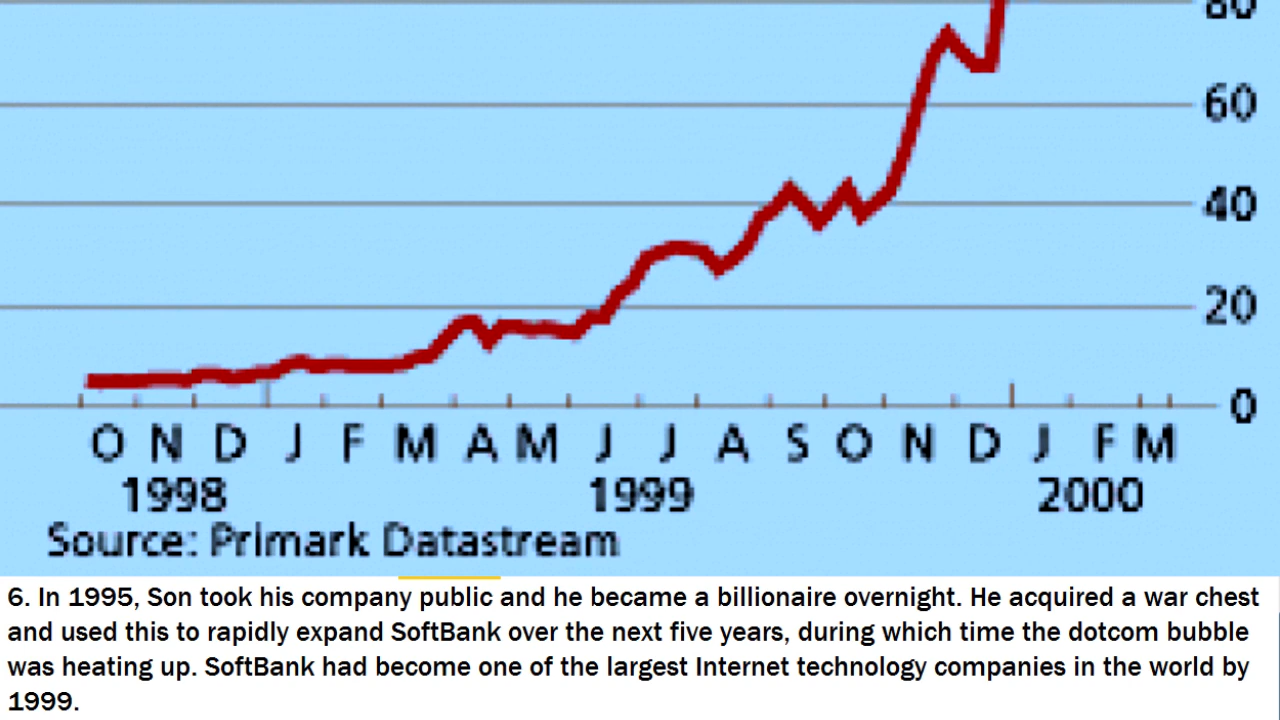 80
60
40
20
0
O N D J F M A M J J A S O N D J F M
1998 1999 2000
Source: Primark Datastream
6. In 1995, Son took his company public and he became a billionaire overnight. He acquired a war chest
and used this to rapidly expand SoftBank over the next five years, during which time the dotcom bubble
was heating up. SoftBank had become one of the largest Internet technology companies in the world by
1999.